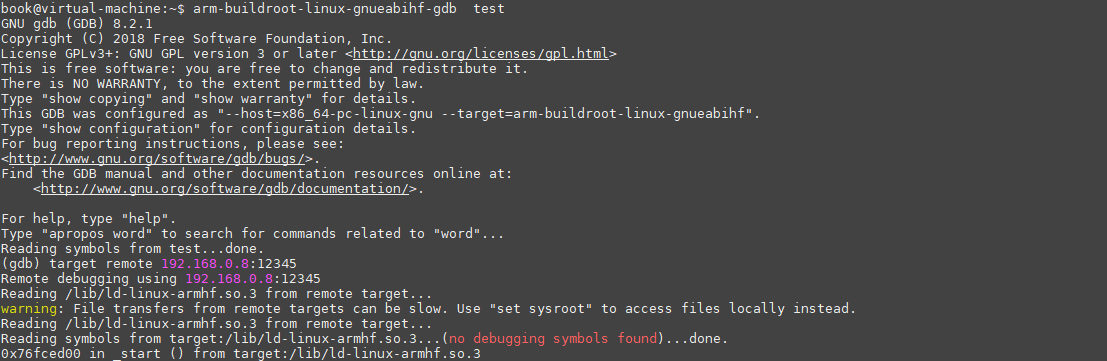 book@virtual-machine:~$ arm-buildroot-linux-gnueabihf-gdb  test
GNU gdb (GDB) 8.2.1
Copyright (C) 2018 Free Software Foundation, Inc.
License GPLv3+: GNU GPL version 3 or later <http://gnu.org/licenses/gpl.html>
This is free software: you are free to change and redistribute it.
There is NO WARRANTY, to the extent permitted by law.
Type "show copying" and "show warranty" for details.
This GDB was configured as "--host=x86_64-pc-linux-gnu --target=arm-buildroot-linux-gnueabihf".
Type "show configuration" for configuration details.
For bug reporting instructions, please see:
<http://www.gnu.org/software/gdb/bugs/>.
Find the GDB manual and other documentation resources online at:
    <http://www.gnu.org/software/gdb/documentation/>.

For help, type "help".
Type "apropos word" to search for commands related to "word"...
Reading symbols from test...done.
(gdb) target remote 192.168.0.8:12345
Remote debugging using 192.168.0.8:12345
Reading /lib/ld-linux-armhf.so.3 from remote target...
warning: File transfers from remote targets can be slow. Use "set sysroot" to access files locally instead.
Reading /lib/ld-linux-armhf.so.3 from remote target...
Reading symbols from target:/lib/ld-linux-armhf.so.3...(no debugging symbols found)...done.
0x76fced00 in _start () from target:/lib/ld-linux-armhf.so.3